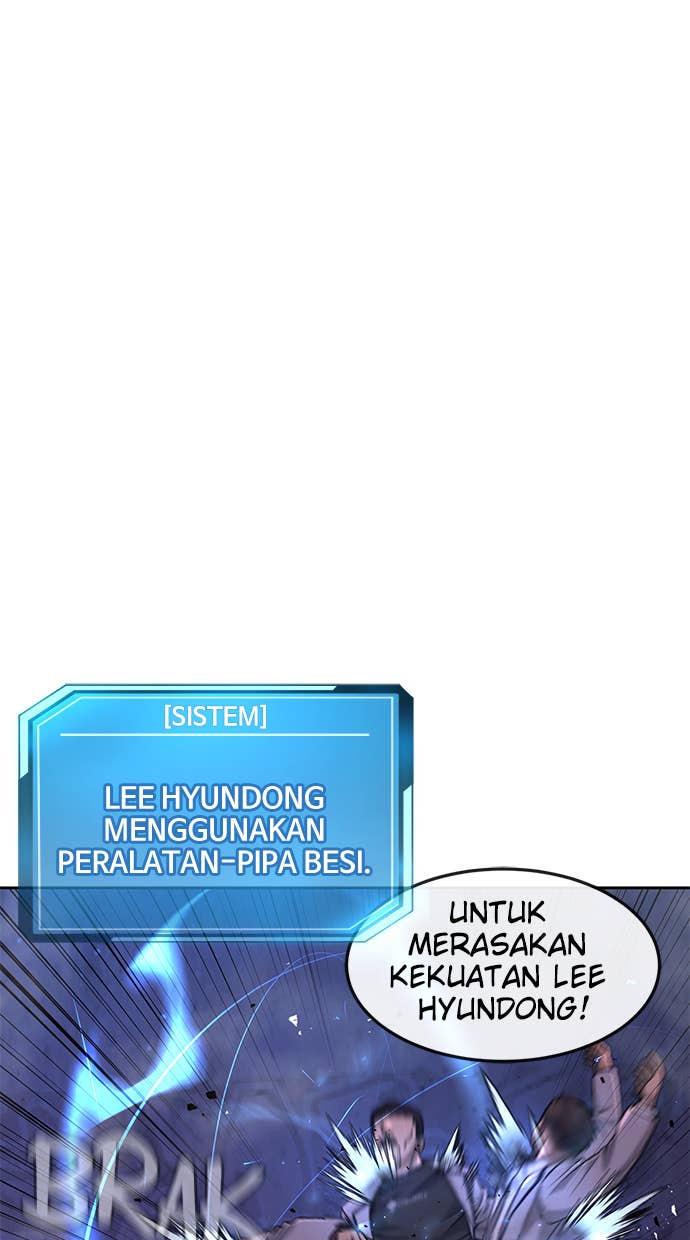 [SISTEM]
LEE HYUNDONG
MENGGUNAKAN
PERALATAN-PIPA BESI.
UNTUK
MERASAKAN
KEKUATAN LEE
HYUNDONG!
BRAK